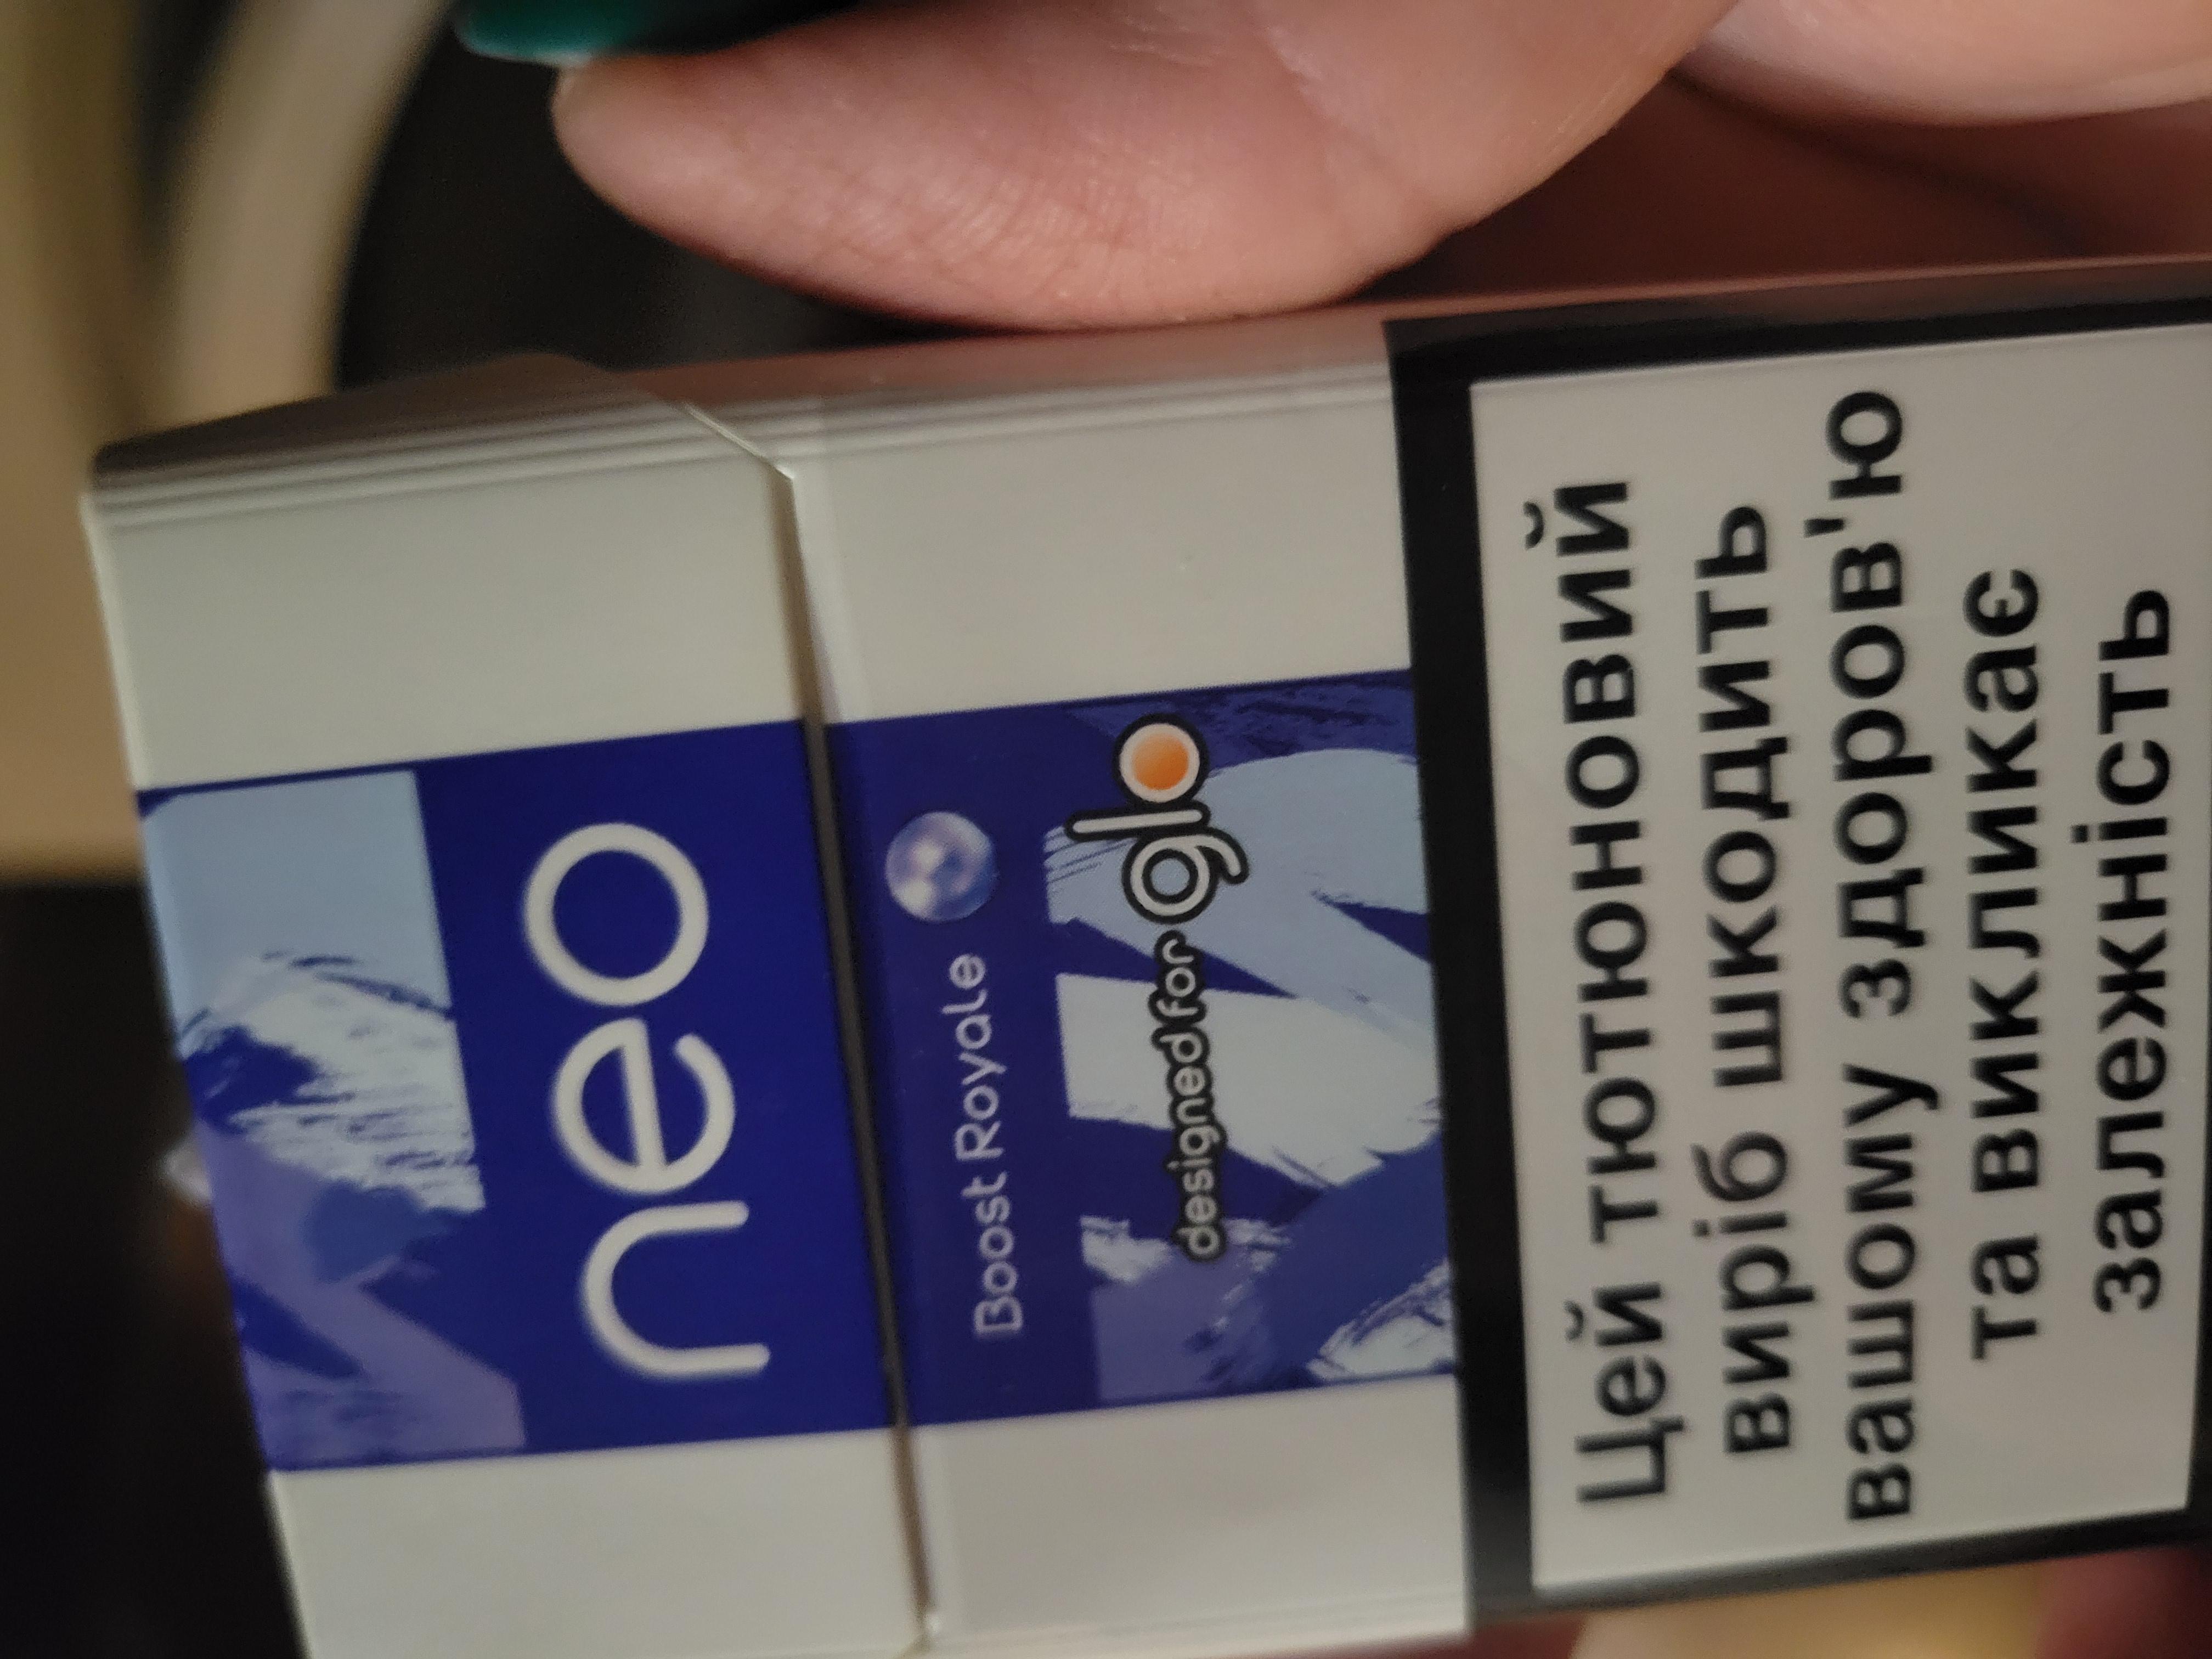 neo
Boost Royale
designed for glo
Цей тютюновий
виріб шкодить
вашому здоров'ю
та викликає
залежність